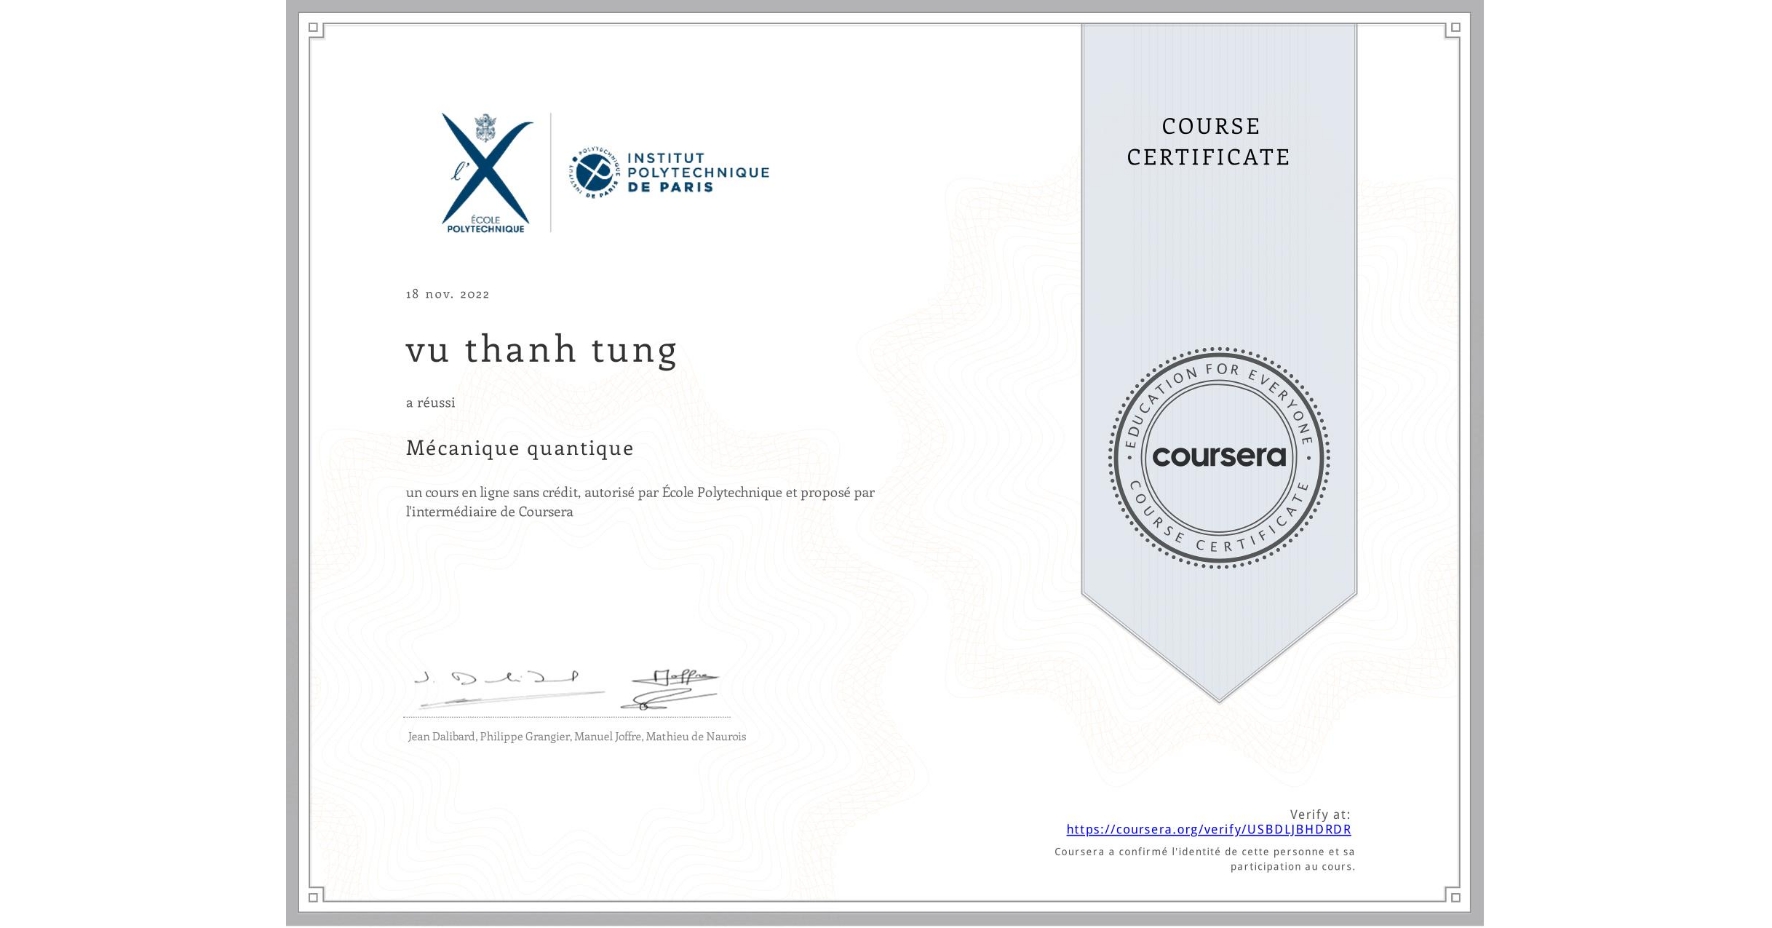 l'
ÉCOLE
POLYTECHNIQUE
INSTITUT
POLYTECHNIQUE
DE PARIS
COURSE
CERTIFICATE
18 nov. 2022
vu thanh tung
a réussi
Mécanique quantique
un cours en ligne sans crédit, autorisé par École Polytechnique et proposé par
l'intermédiaire de Coursera
EDUCATION FOR EVERYONE
coursera
COURSE CERTIFICATE
Jean Dalibard, Philippe Grangier, Manuel Joffre, Mathieu de Naurois
Verify at:
https://coursera.org/verify/USBDLJBHDRDR
Coursera a confirmé l'identité de cette personne et sa
participation au cours.